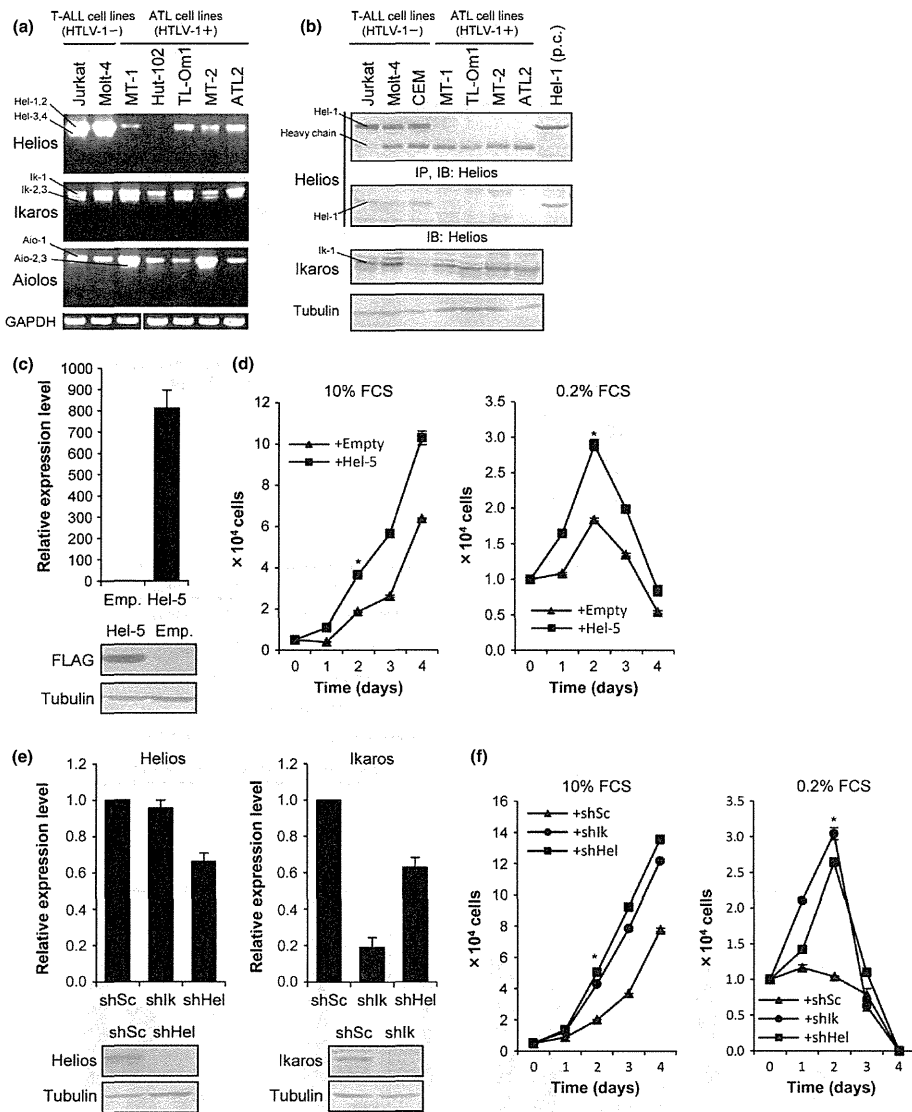 (a)
T-ALL cell lines
(HTLV-1−)
ATL cell lines
(HTLV-1+)
Jurkat
Molt-4
MT-1
Hut-102
TL-Om1
MT-2
ATL2
Hel-1,2
Hel-3,4
Helios
Ik-1
Ik-2,3
Ikaros
Aio-1
Aio-2,3
Aiolos
GAPDH
(b)
T-ALL cell lines
(HTLV-1−)
ATL cell lines
(HTLV-1+)
Jurkat
Molt-4
CEM
MT-1
TL-Om1
MT-2
ATL2
Hel-1 (p.c.)
Hel-1
Heavy chain
IP, IB: Helios
Helios
Hel-1
IB: Helios
Ik-1
Ikaros
Tubulin
(c)
Relative expression level
900
800
700
600
500
400
300
200
100
0
Emp. Hel-5
Hel-5 Emp.
FLAG
Tubulin
(d)
10% FCS
× 10⁴ cells
12
10
8
6
4
2
0
+Empty
+Hel-5
*
0 1 2 3 4
Time (days)
0.2% FCS
× 10⁴ cells
3.5
3.0
2.5
2.0
1.5
1.0
0.5
0.0
*
+Empty
+Hel-5
0 1 2 3 4
Time (days)
(e)
Helios
Relative expression level
1.2
1.0
0.8
0.6
0.4
0.2
0.0
shSc shIk shHel
shSc shHel
Helios
Tubulin
Ikaros
Relative expression level
1.2
1.0
0.8
0.6
0.4
0.2
0.0
shSc shIk shHel
shSc shIk
Ikaros
Tubulin
(f)
10% FCS
× 10⁴ cells
16
14
12
10
8
6
4
2
0
+shSc
+shIk
+shHel
*
0 1 2 3 4
Time (days)
0.2% FCS
× 10⁴ cells
3.5
3.0
2.5
2.0
1.5
1.0
0.5
0.0
*
+shSc
+shIk
+shHel
0 1 2 3 4
Time (days)